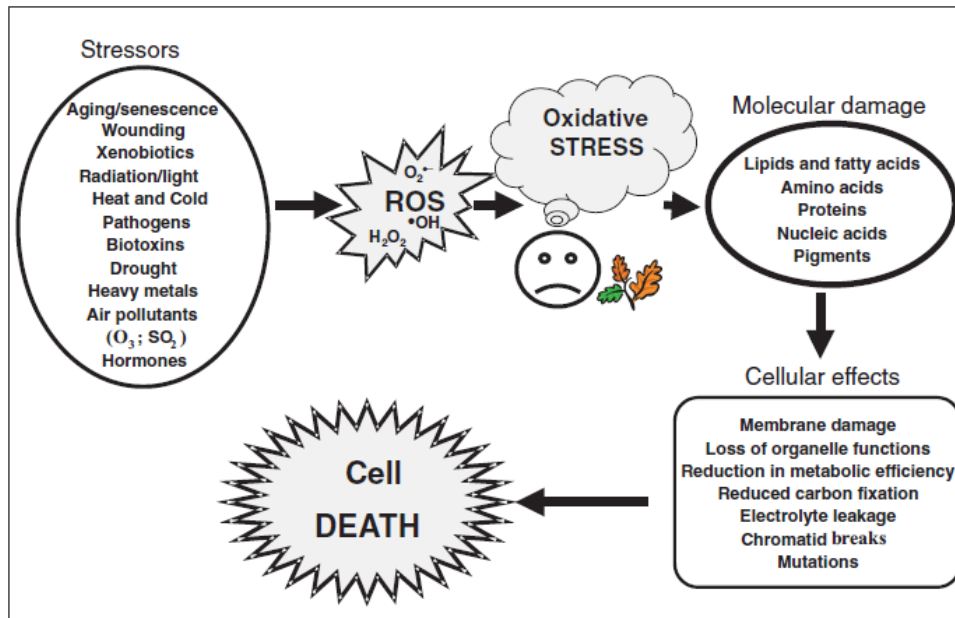 Stressors
Aging/senescence
Wounding
Xenobiotics
Radiation/light
Heat and Cold
Pathogens
Biotoxins
Drought
Heavy metals
Air pollutants
(O₃ ; SO₂)
Hormones
O₂•−
ROS
•OH
H₂O₂
Oxidative
STRESS
Molecular damage
Lipids and fatty acids
Amino acids
Proteins
Nucleic acids
Pigments
Cellular effects
Membrane damage
Loss of organelle functions
Reduction in metabolic efficiency
Reduced carbon fixation
Electrolyte leakage
Chromatid breaks
Mutations
Cell
DEATH